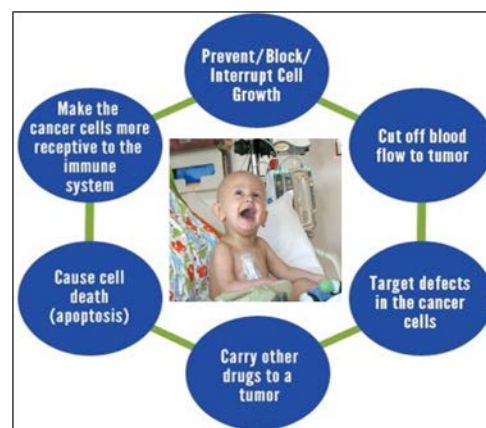 Prevent/Block/
Interrupt Cell
Growth
Cut off blood
flow to tumor
Target defects
in the cancer
cells
Carry other
drugs to a
tumor
Cause cell
death
(apoptosis)
Make the
cancer cells more
receptive to the
immune
system